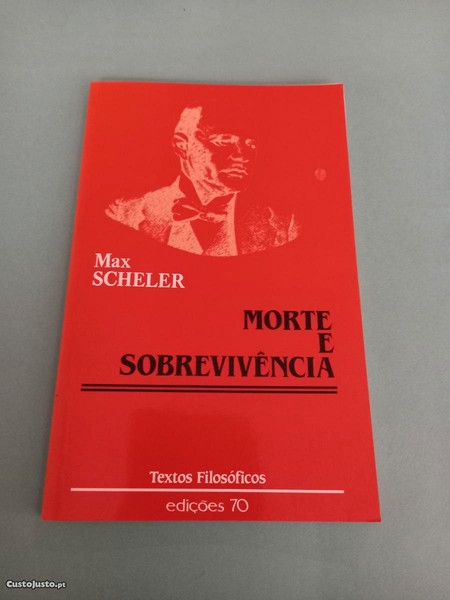 Max
SCHELER
MORTE
E
SOBREVIVÊNCIA
Textos Filosóficos
edições 70
CustoJusto.pt